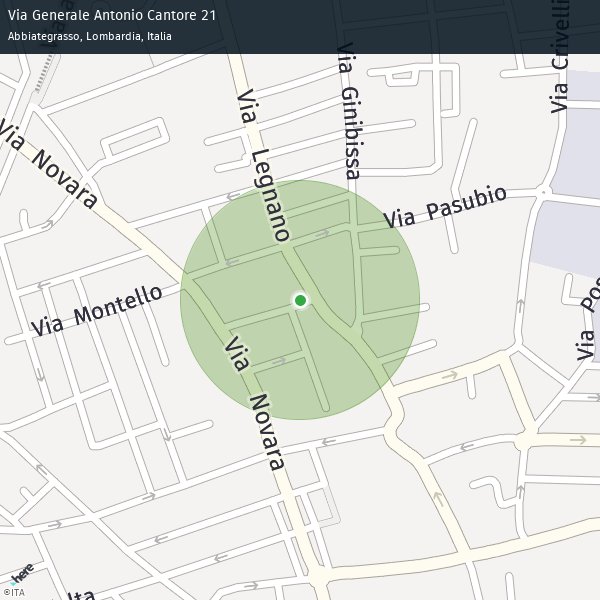 Via Generale Antonio Cantore 21
Abbiategrasso, Lombardia, Italia
Via Crivelli
Via Ginibissa
Via Legnano
Via Novara
Via Pasubio
Via Montello
Via
Via Novara
here
©ITA